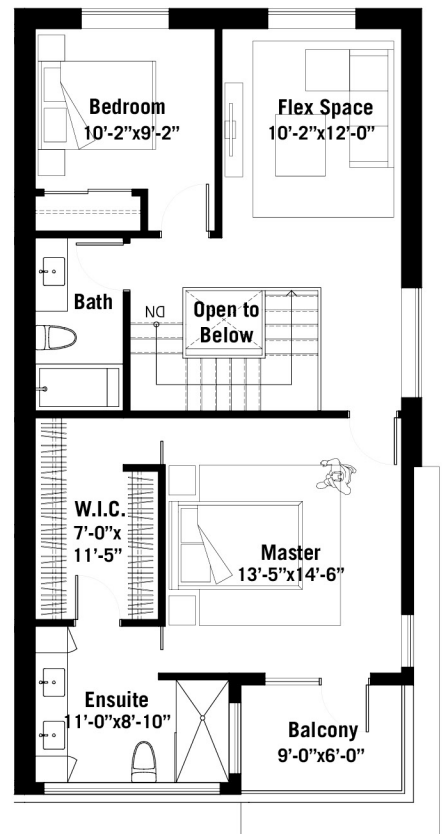 Bedroom
10'-2"x9'-2"
Flex Space
10'-2"x12'-0"
Bath
DN
Open to
Below
W.I.C.
7'-0"x
11'-5"
Master
13'-5"x14'-6"
Ensuite
11'-0"x8'-10"
Balcony
9'-0"x6'-0"